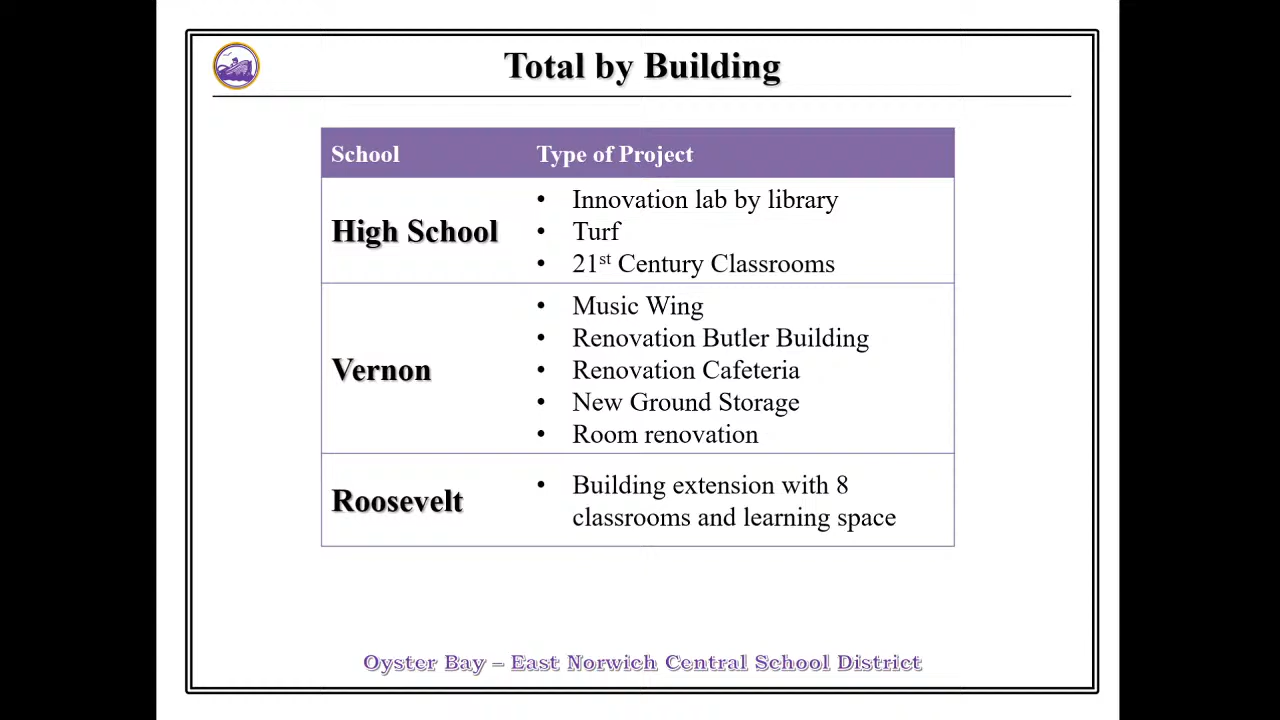 Total by Building
School Type of Project
High School
• Innovation lab by library
• Turf
• 21st Century Classrooms
Vernon
• Music Wing
• Renovation Butler Building
• Renovation Cafeteria
• New Ground Storage
• Room renovation
Roosevelt
• Building extension with 8
classrooms and learning space
Oyster Bay – East Norwich Central School District